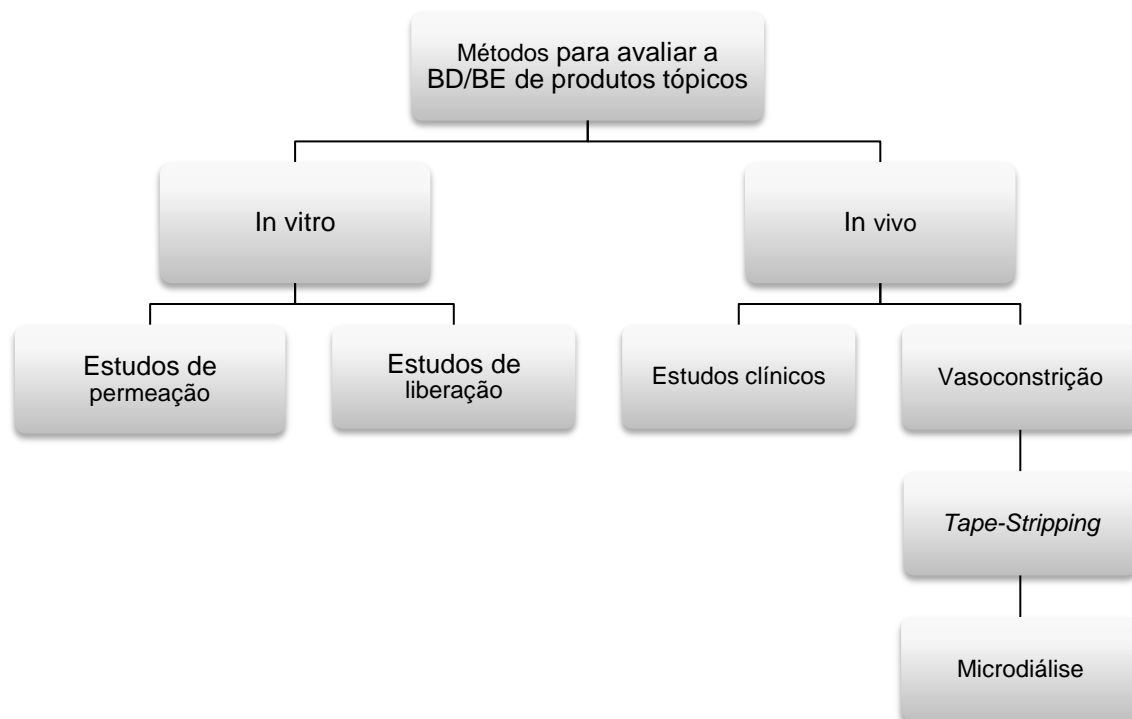 Métodos para avaliar a
BD/BE de produtos tópicos
In vitro
In vivo
Estudos de
permeação
Estudos de
liberação
Estudos clínicos
Vasoconstrição
Tape-Stripping
Microdiálise